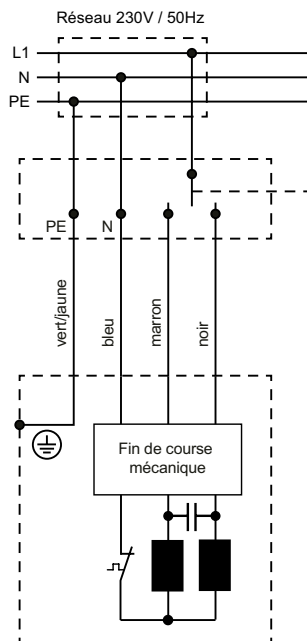 Réseau 230V / 50Hz
L1
N
PE
PE
N
vert/jaune
bleu
marron
noir
Fin de course
mécanique